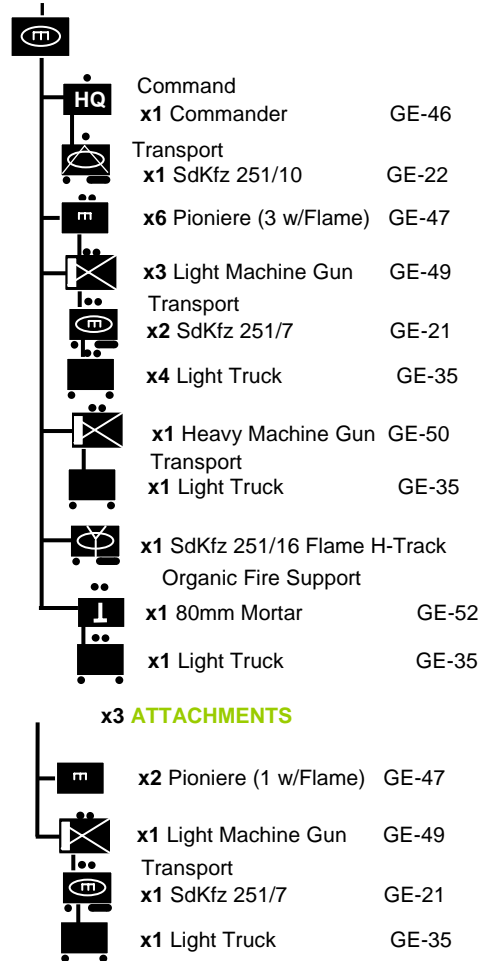 Command
HQ x1 Commander GE-46
Transport
x1 SdKfz 251/10 GE-22
x6 Pioniere (3 w/Flame) GE-47
x3 Light Machine Gun GE-49
Transport
x2 SdKfz 251/7 GE-21
x4 Light Truck GE-35
x1 Heavy Machine Gun GE-50
Transport
x1 Light Truck GE-35
x1 SdKfz 251/16 Flame H-Track
Organic Fire Support
x1 80mm Mortar GE-52
x1 Light Truck GE-35
x3 ATTACHMENTS
x2 Pioniere (1 w/Flame) GE-47
x1 Light Machine Gun GE-49
Transport
x1 SdKfz 251/7 GE-21
x1 Light Truck GE-35